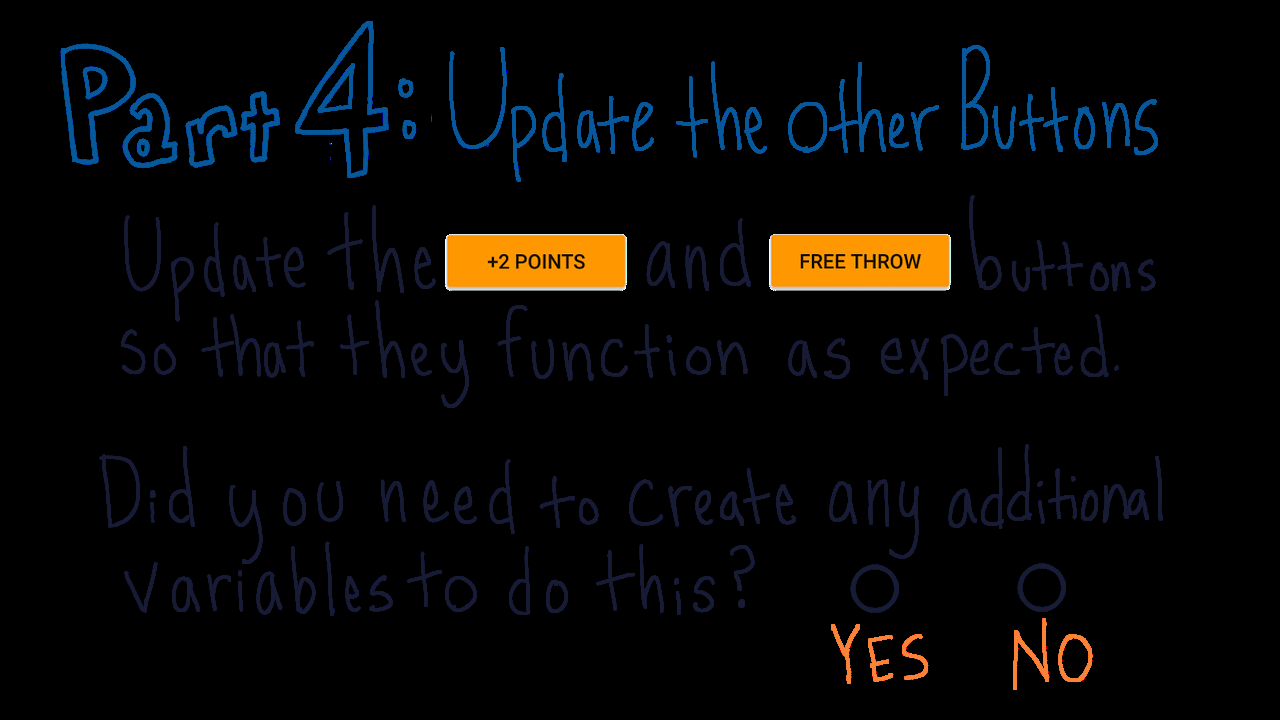 Part 4: Update the other Buttons
Update the +2 POINTS and FREE THROW buttons
so that they function as expected.
Did you need to create any additional
variables to do this?
YES NO